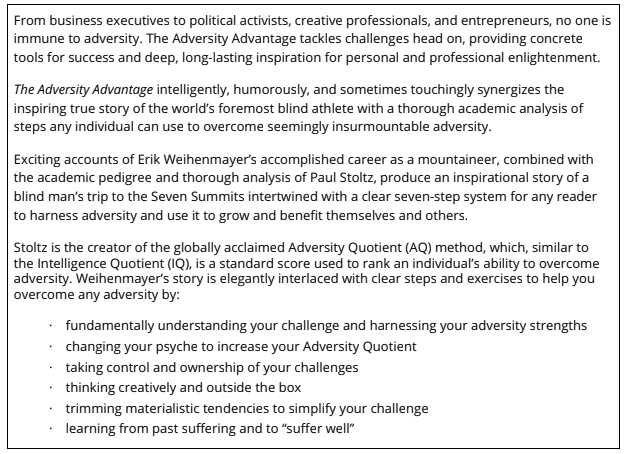 From business executives to political activists, creative professionals, and entrepreneurs, no one is
immune to adversity. The Adversity Advantage tackles challenges head on, providing concrete
tools for success and deep, long-lasting inspiration for personal and professional enlightenment.
The Adversity Advantage intelligently, humorously, and sometimes touchingly synergizes the
inspiring true story of the world's foremost blind athlete with a thorough academic analysis of
steps any individual can use to overcome seemingly insurmountable adversity.
Exciting accounts of Erik Weihenmayer's accomplished career as a mountaineer, combined with
the academic pedigree and thorough analysis of Paul Stoltz, produce an inspirational story of a
blind man's trip to the Seven Summits intertwined with a clear seven-step system for any reader
to harness adversity and use it to grow and benefit themselves and others.
Stoltz is the creator of the globally acclaimed Adversity Quotient (AQ) method, which, similar to
the Intelligence Quotient (IQ), is a standard score used to rank an individual's ability to overcome
adversity. Weihenmayer's story is elegantly interlaced with clear steps and exercises to help you
overcome any adversity by:
· fundamentally understanding your challenge and harnessing your adversity strengths
· changing your psyche to increase your Adversity Quotient
· taking control and ownership of your challenges
· thinking creatively and outside the box
· trimming materialistic tendencies to simplify your challenge
· learning from past suffering and to “suffer well”